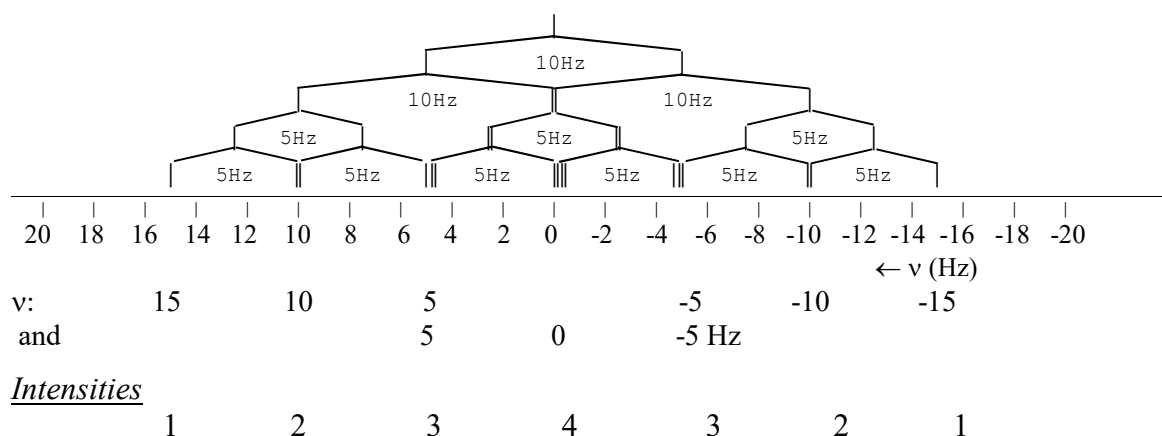 10Hz
10Hz 10Hz
5Hz 5Hz 5Hz
5Hz 5Hz 5Hz 5Hz 5Hz 5Hz
20 18 16 14 12 10 8 6 4 2 0 -2 -4 -6 -8 -10 -12 -14 -16 -18 -20
← ν (Hz)
ν: 15 10 5 -5 -10 -15
and 5 0 -5 Hz
Intensities
1 2 3 4 3 2 1